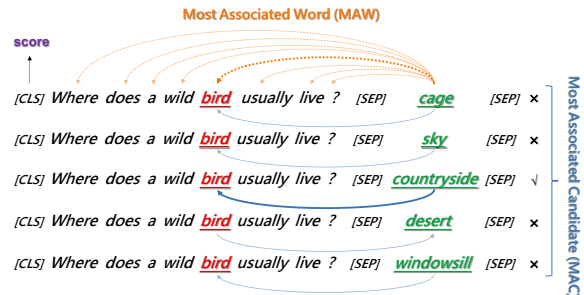 Most Associated Word (MAW)
score
[CLS] Where does a wild bird usually live ? [SEP] cage [SEP] ×
[CLS] Where does a wild bird usually live ? [SEP] sky [SEP] ×
[CLS] Where does a wild bird usually live ? [SEP] countryside [SEP] √
[CLS] Where does a wild bird usually live ? [SEP] desert [SEP] ×
[CLS] Where does a wild bird usually live ? [SEP] windowsill [SEP] ×
Most Associated Candidate (MAC)